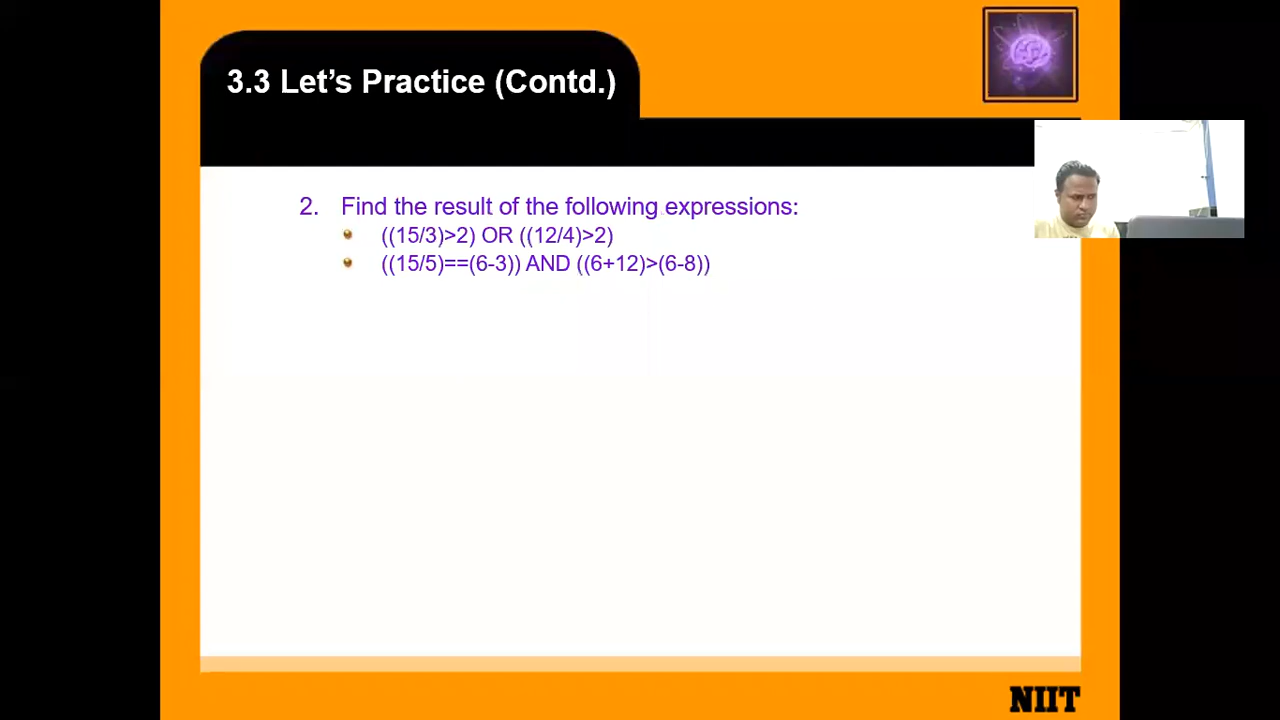 3.3 Let’s Practice (Contd.)
2. Find the result of the following expressions:
((15/3)>2) OR ((12/4)>2)
((15/5)==(6-3)) AND ((6+12)>(6-8))
NIIT